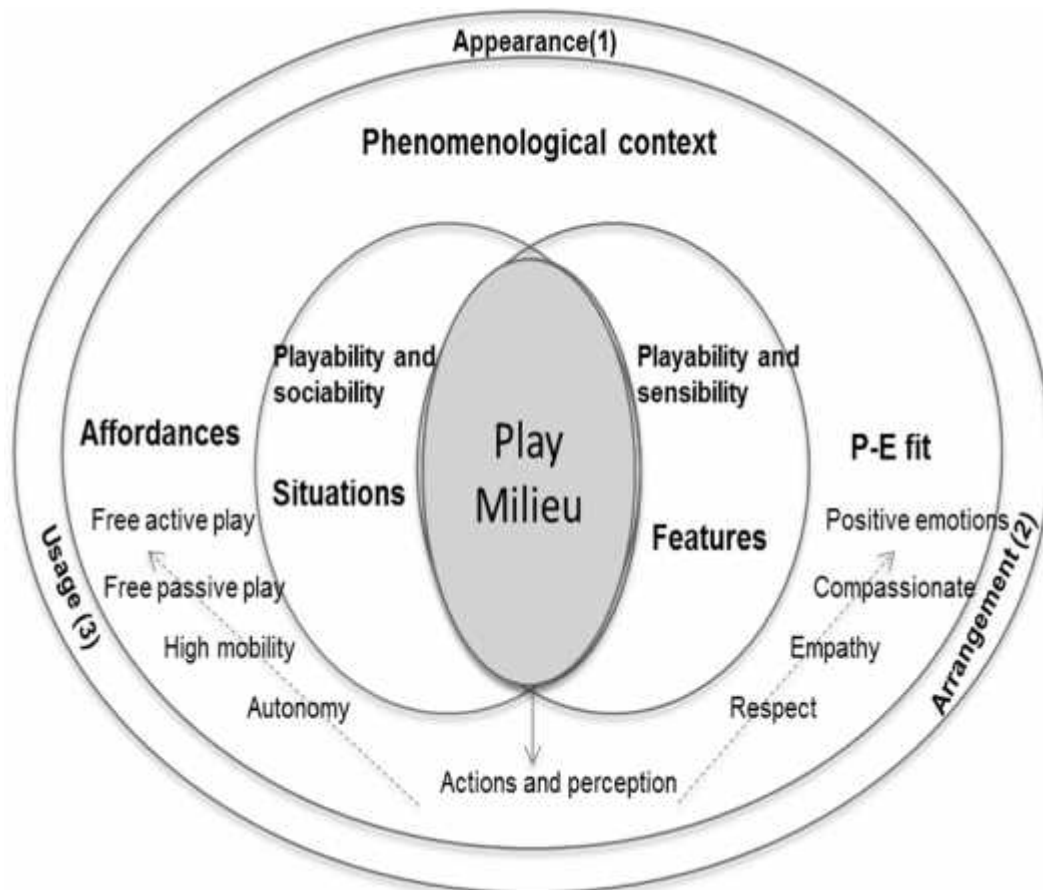 Appearance(1)
Phenomenological context
Playability and
sociability
Playability and
sensibility
Affordances
Play
Milieu
P-E fit
Situations
Features
Free active play
Positive emotions
Usage (3)
Arrangement (2)
Free passive play
Compassionate
High mobility
Empathy
Autonomy
Respect
Actions and perception